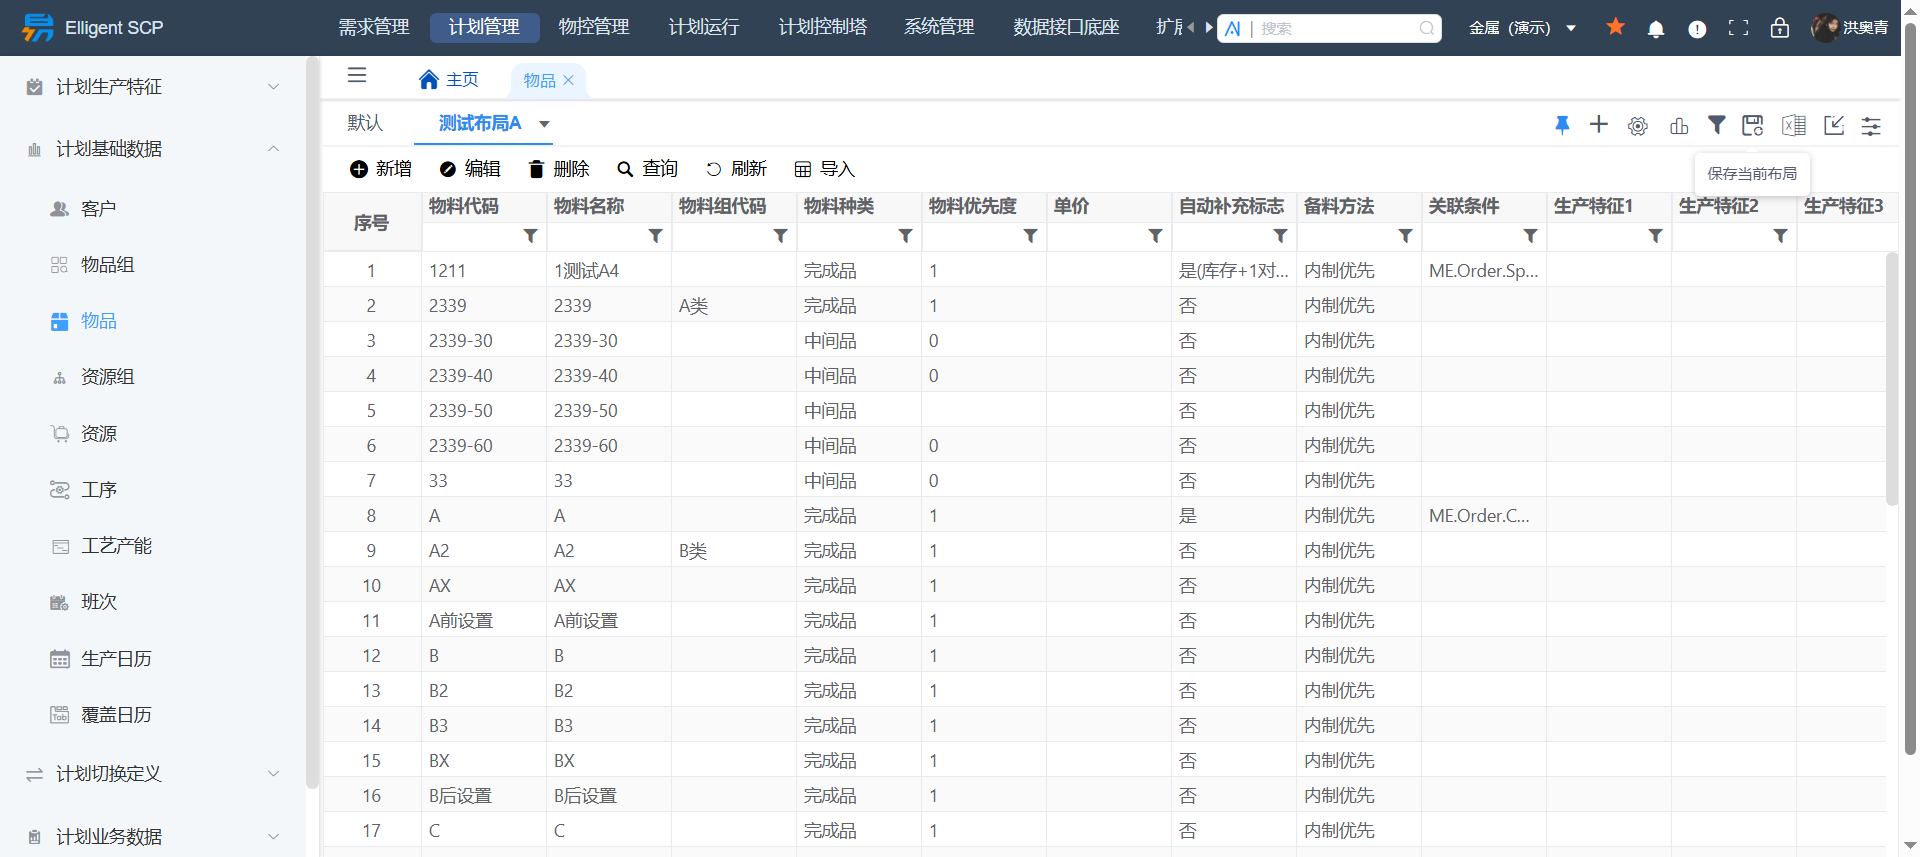 Elligent SCP 需求管理 计划管理 物控管理 计划运行 计划控制塔 系统管理 数据接口底座 AI | 搜索 金属 (演示) 洪奥青
计划生产特征
计划基础数据
客户
物品组
物品
资源组
资源
工序
工艺产能
班次
生产日历
Tab 覆盖日历
计划切换定义
计划业务数据
主页 物品
默认 测试布局A
新增 编辑 删除 查询 刷新 导入
保存当前布局
序号 物料代码 物料名称 物料组代码 物料种类 物料优先度 单价 自动补充标志 备料方法 关联条件 生产特征1 生产特征2 生产特征3
1 1211 1测试A4 完成品 1 是(库存+1对... 内制优先 ME.Order.Sp...
2 2339 2339 A类 完成品 1 否 内制优先
3 2339-30 2339-30 中间品 0 否 内制优先
4 2339-40 2339-40 中间品 0 否 内制优先
5 2339-50 2339-50 中间品 否 内制优先
6 2339-60 2339-60 中间品 0 否 内制优先
7 33 33 中间品 0 否 内制优先
8 A A 完成品 1 是 内制优先 ME.Order.C...
9 A2 A2 B类 完成品 1 否 内制优先
10 AX AX 完成品 1 否 内制优先
11 A前设置 A前设置 完成品 1 否 内制优先
12 B B 完成品 1 否 内制优先
13 B2 B2 完成品 1 否 内制优先
14 B3 B3 完成品 1 否 内制优先
15 BX BX 完成品 1 否 内制优先
16 B后设置 B后设置 完成品 1 否 内制优先
17 C C 完成品 1 否 内制优先